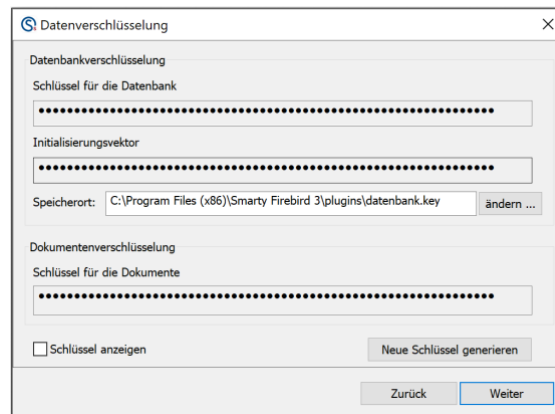 Datenverschlüsselung
Datenbankverschlüsselung
Schlüssel für die Datenbank
Initialisierungsvektor
Speicherort: C:\Program Files (x86)\Smarty Firebird 3\plugins\datenbank.key ändern ...
Dokumentenverschlüsselung
Schlüssel für die Dokumente
Schlüssel anzeigen Neue Schlüssel generieren
Zurück Weiter